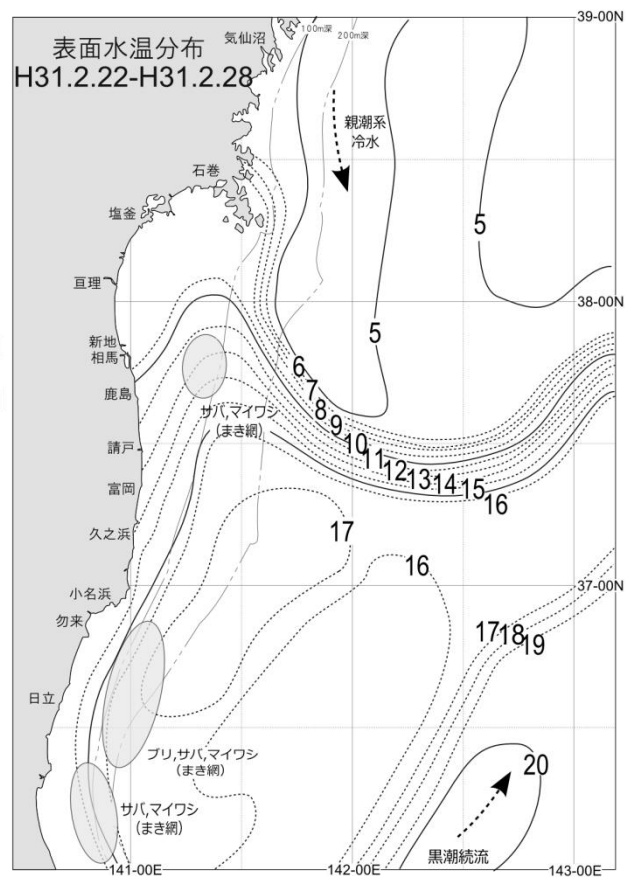 39-00N
気仙沼
100m深
200m深
表面水温分布
H31.2.22-H31.2.28
親潮系
冷水
石巻
塩釜
5
亘理
38-00N
5
新地
相馬
6
鹿島
7
サバ,マイワシ
(まき網)
8
9
10
請戸
11
12
13
14
15
16
富岡
久之浜
17
16
37-00N
小名浜
勿来
17
18
19
日立
ブリ,サバ,マイワシ
(まき網)
20
サバ,マイワシ
(まき網)
黒潮続流
141-00E
142-00E
143-00E